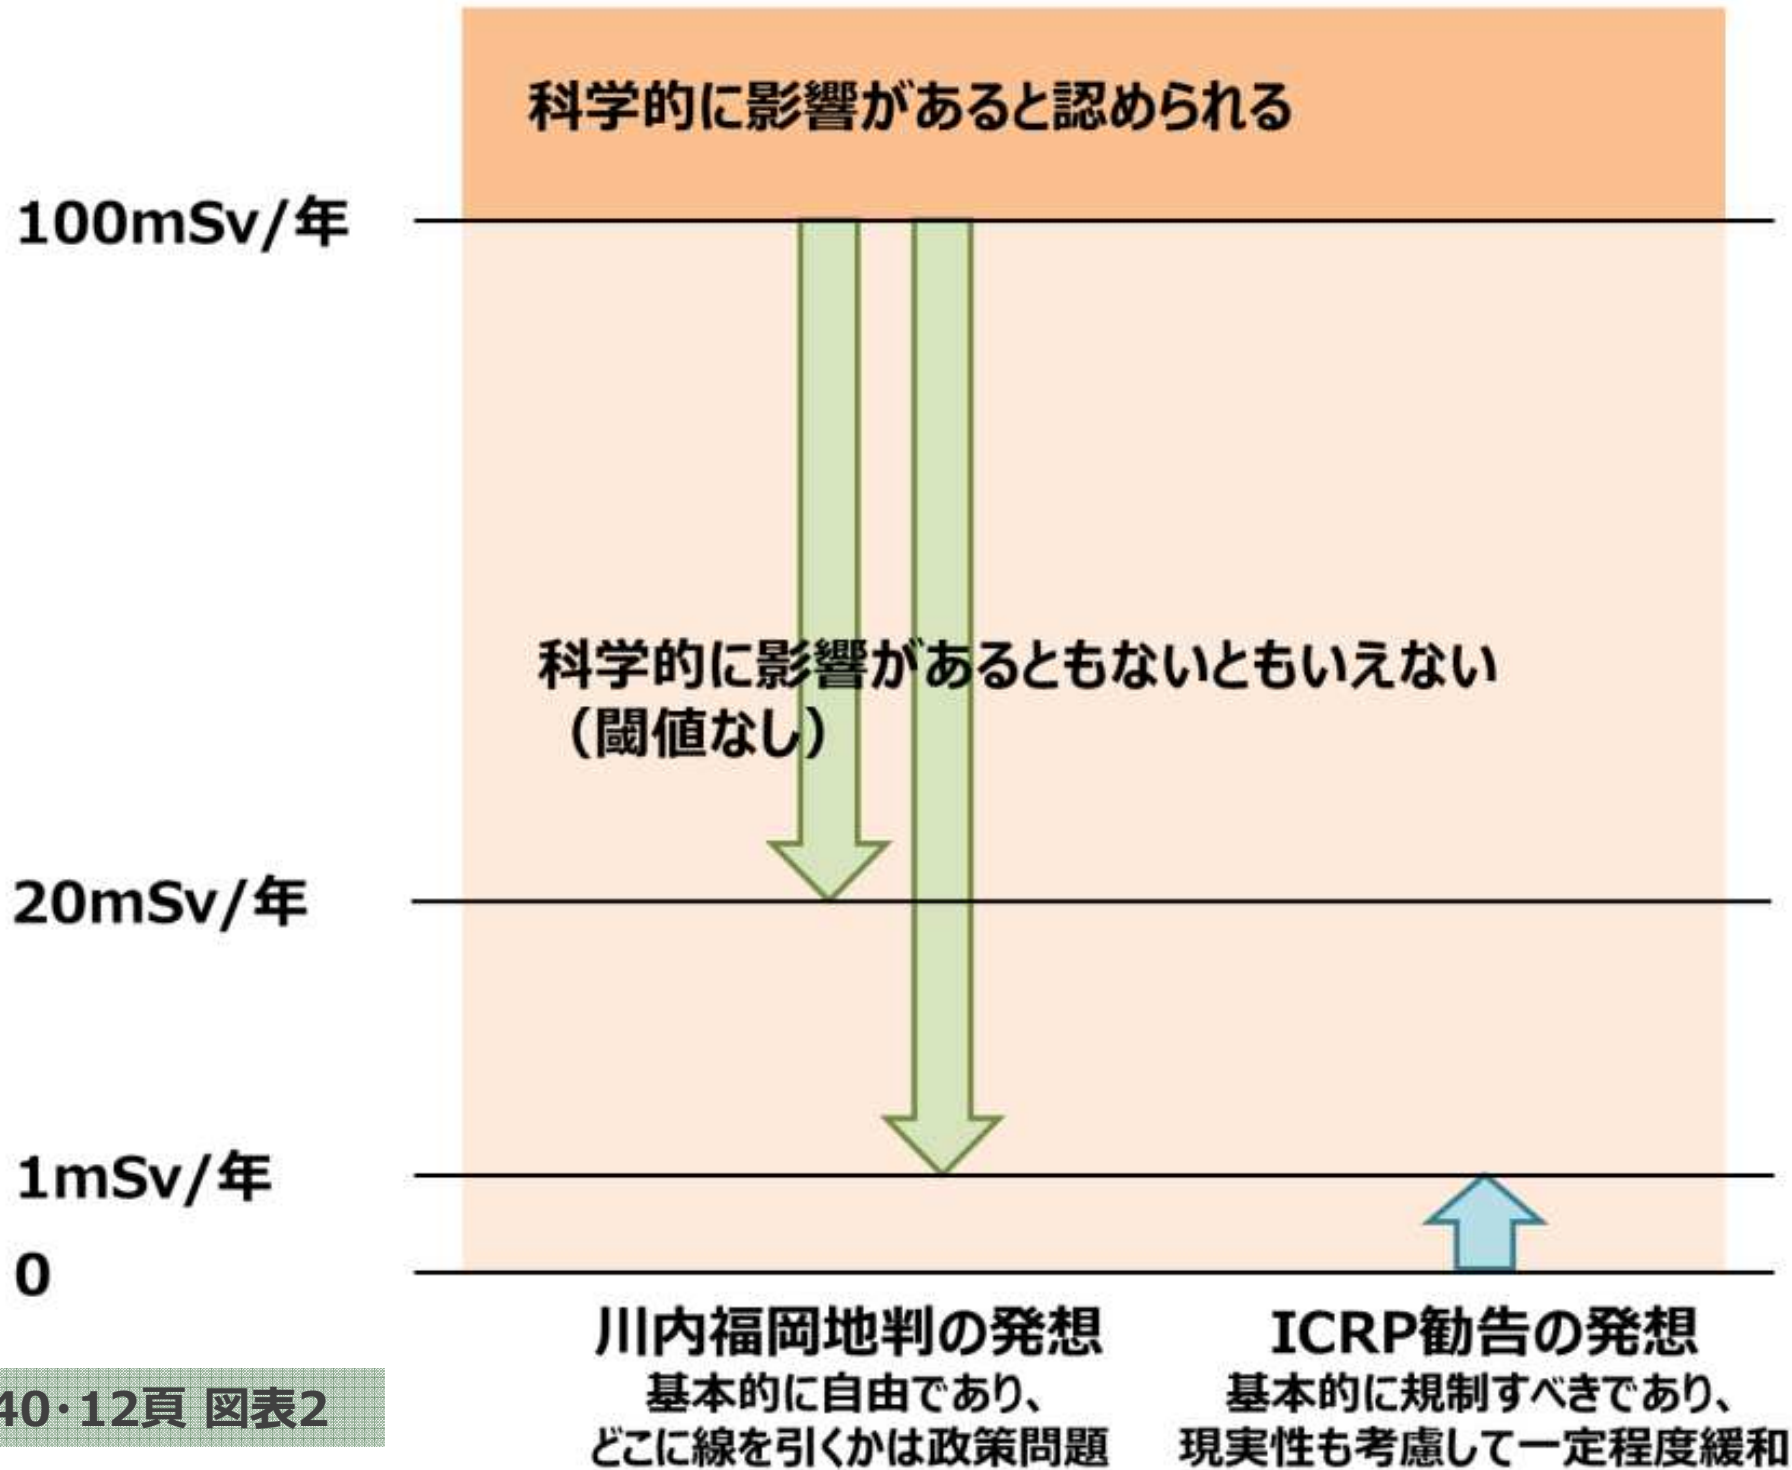 科学的に影響があると認められる
100mSv/年
科学的に影響があるともないともいえない
（閾値なし）
20mSv/年
1mSv/年
0
川内福岡地判の発想
基本的に自由であり、
どこに線を引くかは政策問題
ICRP勧告の発想
基本的に規制すべきであり、
現実性も考慮して一定程度緩和
40・12頁 図表2